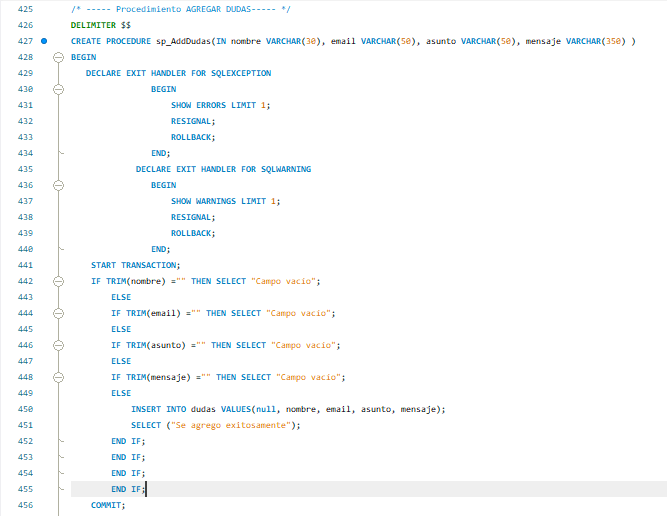 425 /* ----- Procedimiento AGREGAR DUDAS----- */
426 DELIMITER $$
427 CREATE PROCEDURE sp_AddDudas(IN nombre VARCHAR(30), email VARCHAR(50), asunto VARCHAR(50), mensaje VARCHAR(350) )
428 BEGIN
429 DECLARE EXIT HANDLER FOR SQLEXCEPTION
430 BEGIN
431 SHOW ERRORS LIMIT 1;
432 RESIGNAL;
433 ROLLBACK;
434 END;
435 DECLARE EXIT HANDLER FOR SQLWARNING
436 BEGIN
437 SHOW WARNINGS LIMIT 1;
438 RESIGNAL;
439 ROLLBACK;
440 END;
441 START TRANSACTION;
442 IF TRIM(nombre) ="" THEN SELECT "Campo vacio";
443 ELSE
444 IF TRIM(email) ="" THEN SELECT "Campo vacio";
445 ELSE
446 IF TRIM(asunto) ="" THEN SELECT "Campo vacio";
447 ELSE
448 IF TRIM(mensaje) ="" THEN SELECT "Campo vacio";
449 ELSE
450 INSERT INTO dudas VALUES(null, nombre, email, asunto, mensaje);
451 SELECT ("Se agrego exitosamente");
452 END IF;
453 END IF;
454 END IF;
455 END IF;
456 COMMIT;